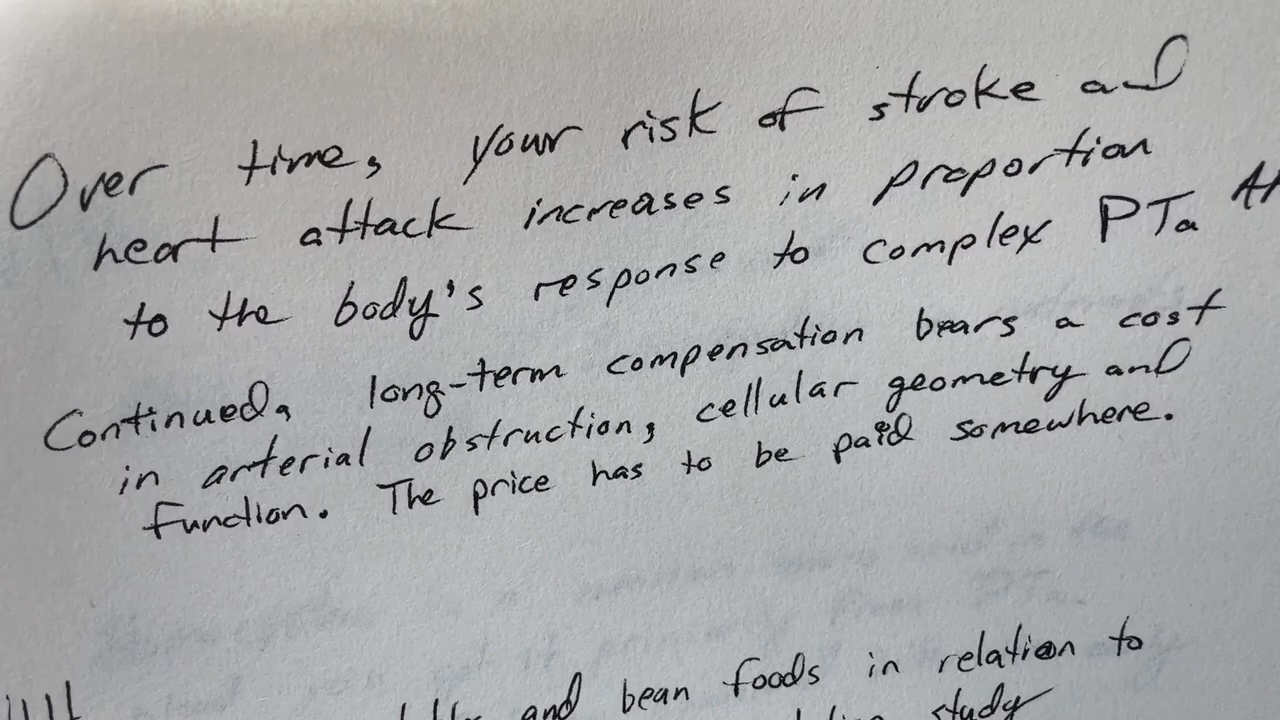 Over time, your risk of stroke and
heart attack increases in proportion
to the body's response to complex PTa
Continued, long-term compensation bears a cost
in arterial obstruction, cellular geometry and
function. The price has to be paid somewhere.
and bean foods in relation to
study